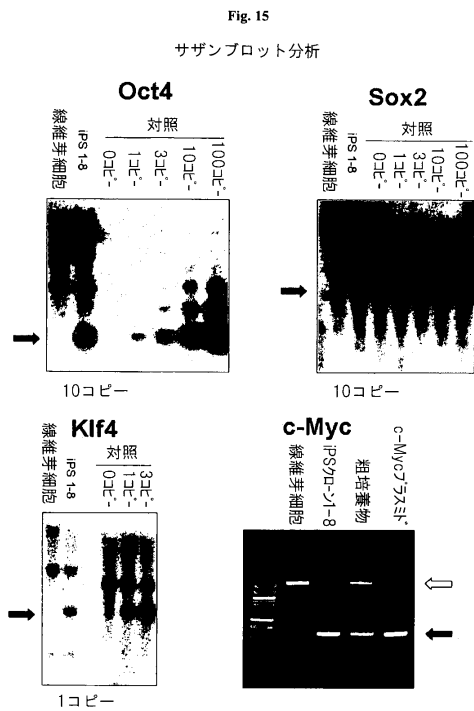 Fig. 15
サザンブロット分析
Oct4
対照
線維芽細胞
iPS 1-8
0コピー
1コピー
3コピー
10コピー
100コピー
10コピー
Sox2
対照
線維芽細胞
iPS 1-8
0コピー
1コピー
3コピー
10コピー
100コピー
10コピー
Klf4
対照
線維芽細胞
iPS 1-8
0コピー
1コピー
3コピー
1コピー
c-Myc
線維芽細胞
iPSクローン1-8
粗培養物
c-Mycプラスミド